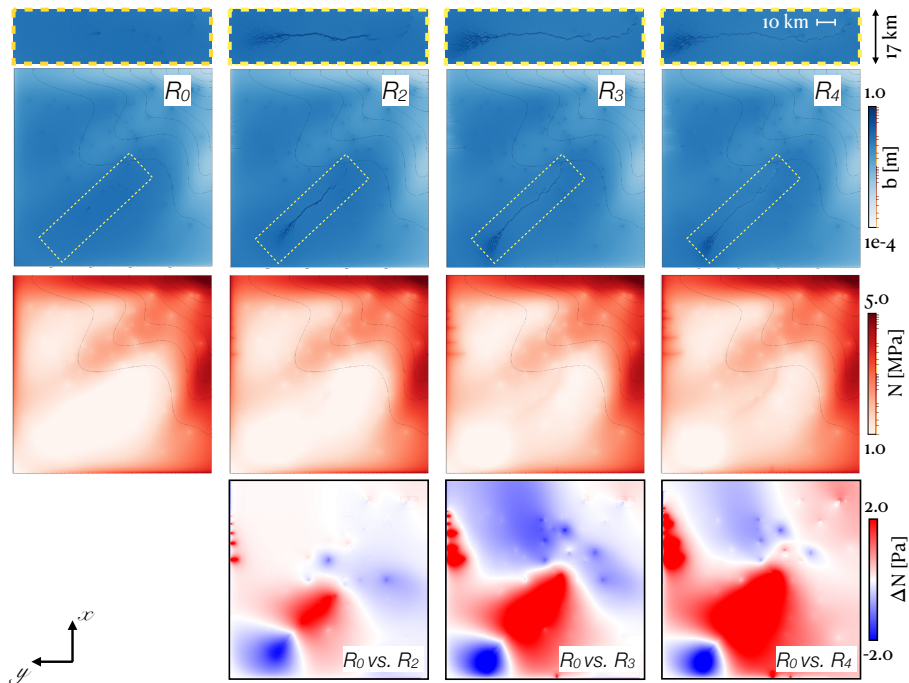 10 km
17 km
R0
R2
R3
R4
1.0
b [m]
1e-4
5.0
N [MPa]
1.0
2.0
ΔN [Pa]
-2.0
x
y
R0 vs. R2
R0 vs. R3
R0 vs. R4